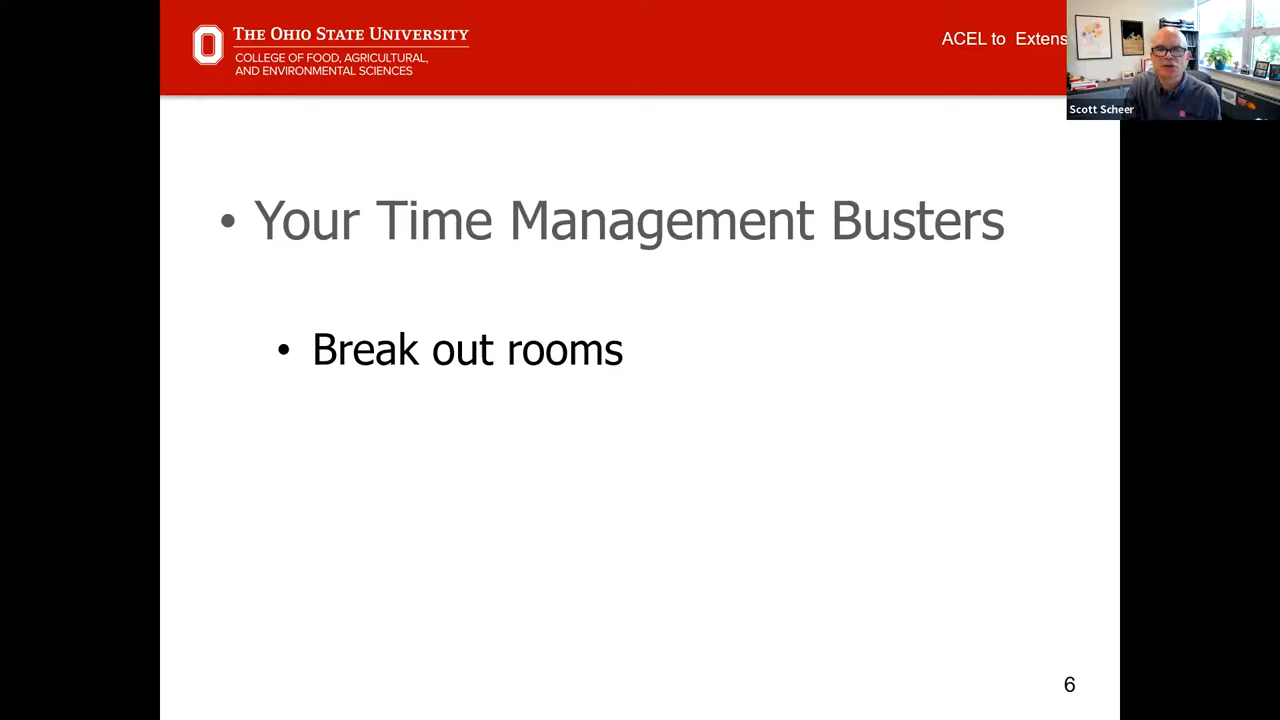 THE OHIO STATE UNIVERSITY
COLLEGE OF FOOD, AGRICULTURAL,
AND ENVIRONMENTAL SCIENCES
ACEL to Extens
Scott Scheer
• Your Time Management Busters
• Break out rooms
6